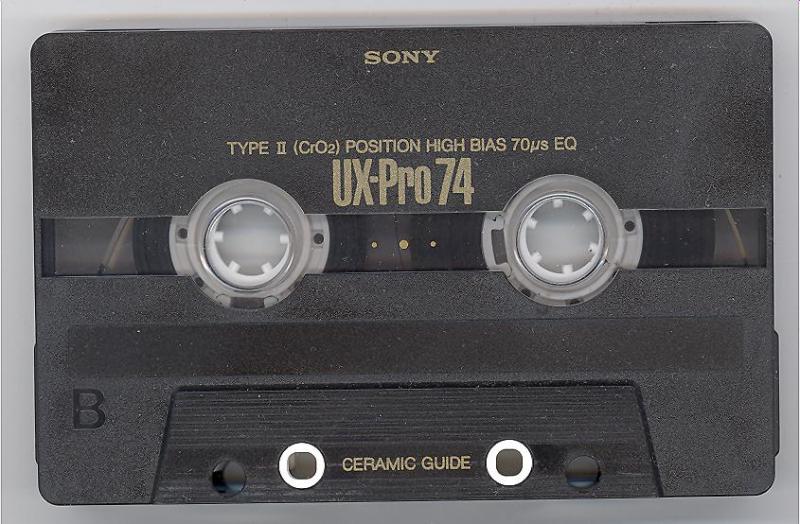 SONY
TYPE II (CrO2) POSITION HIGH BIAS 70μs EQ
UX-Pro 74
B
CERAMIC GUIDE